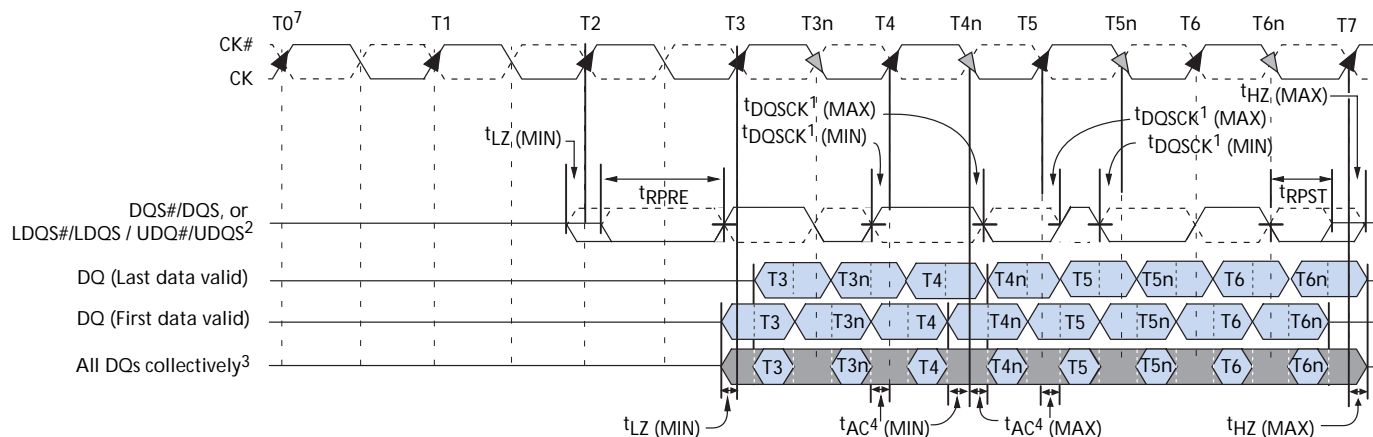 T0⁷ T1 T2 T3 T3n T4 T4n T5 T5n T6 T6n T7
CK#
CK
tHZ (MAX)
tDQSCK¹ (MAX)
tDQSCK¹ (MAX)
tDQSCK¹ (MIN)
tLZ (MIN)
tDQSCK¹ (MIN)
tRPRE
tRPST
DQS#/DQS, or
LDQS#/LDQS / UDQ#/UDQS²
DQ (Last data valid) T3 T3n T4 T4n T5 T5n T6 T6n
DQ (First data valid) T3 T3n T4 T4n T5 T5n T6 T6n
All DQs collectively³ T3 T3n T4 T4n T5 T5n T6 T6n
tLZ (MIN) tAC⁴ (MIN) tAC⁴ (MAX) tHZ (MAX)